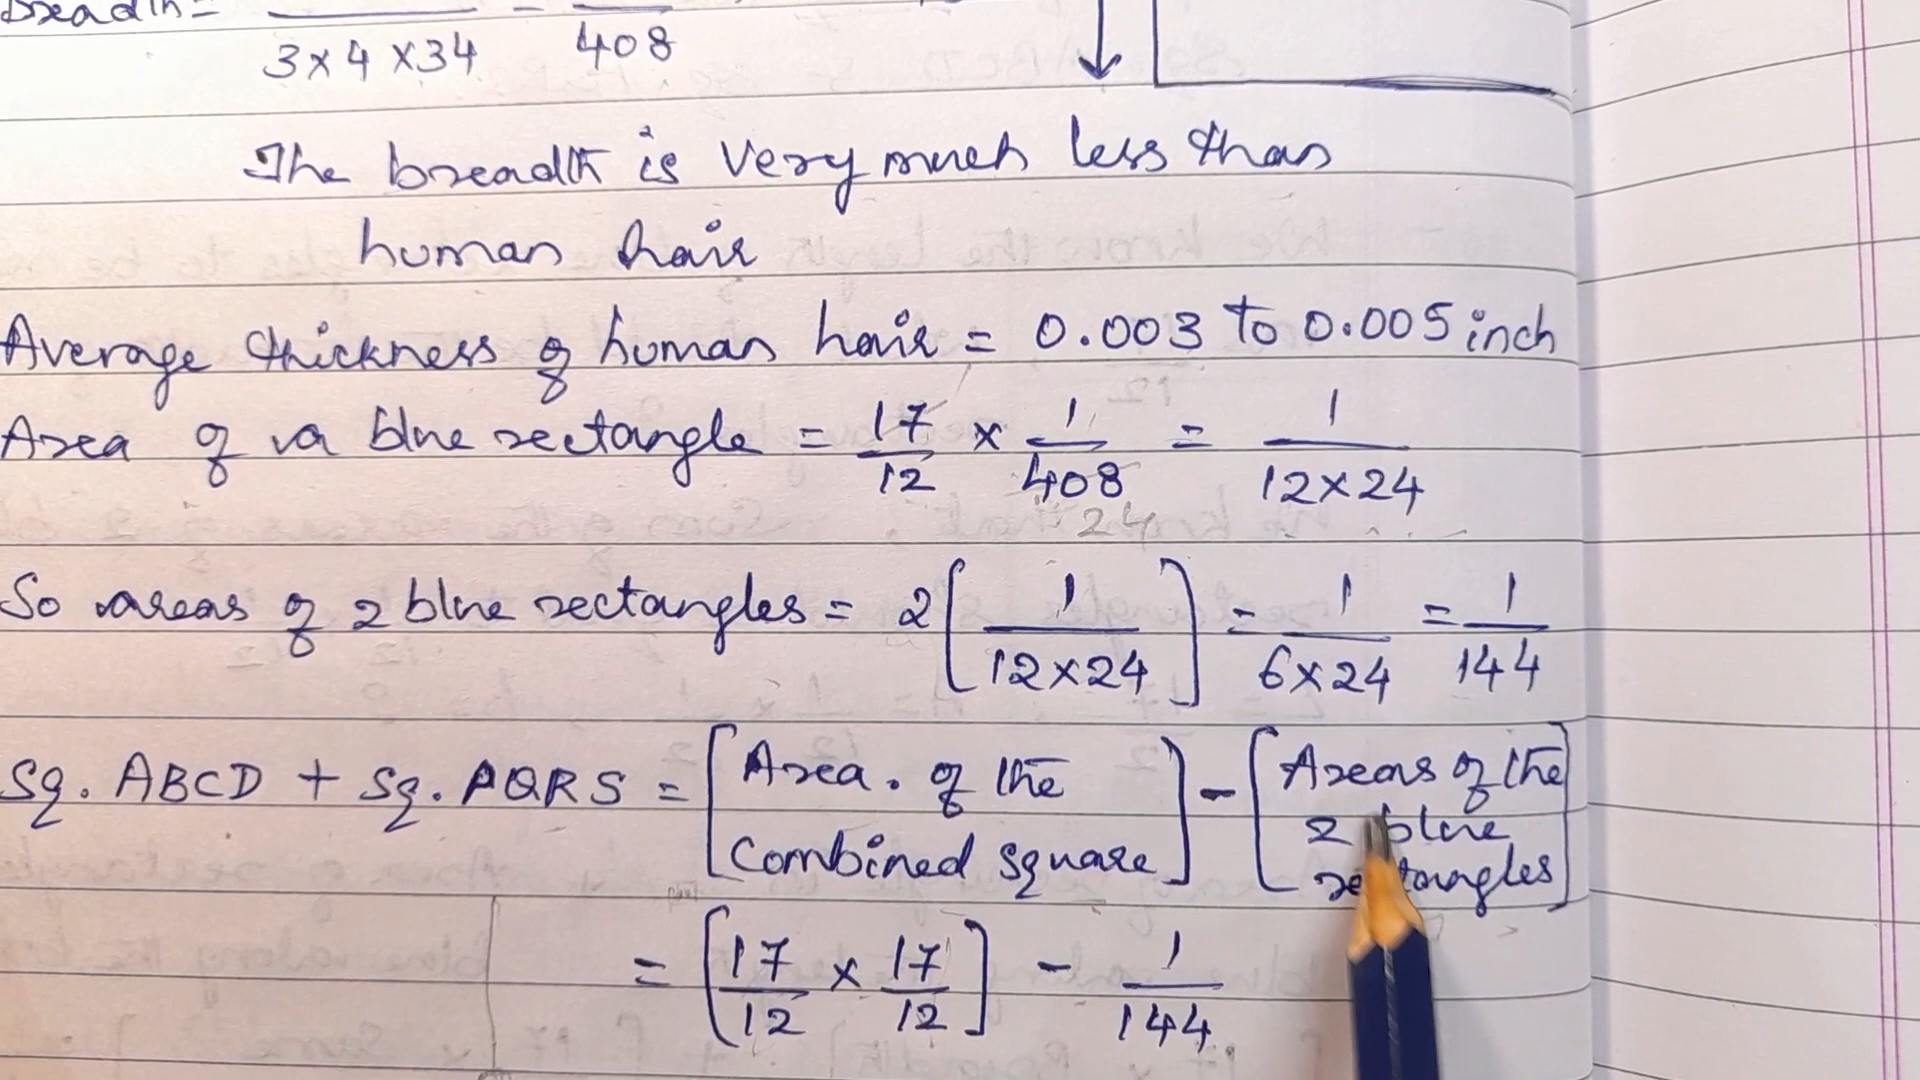 Breadth = — = —
3×4×34 408
The breadth is very much less than
human hair
Average thickness of human hair = 0.003 to 0.005 inch
Area of a blue rectangle = 17/12 × 1/408 = 1/12×24
24
So areas of 2 blue rectangles = 2[1/12×24] = 1/6×24 = 1/144
Sq. ABCD + Sq. PQRS = [Area. of the combined square] - [Areas of the 2 blue rectangles]
= [17/12 × 17/12] - 1/144